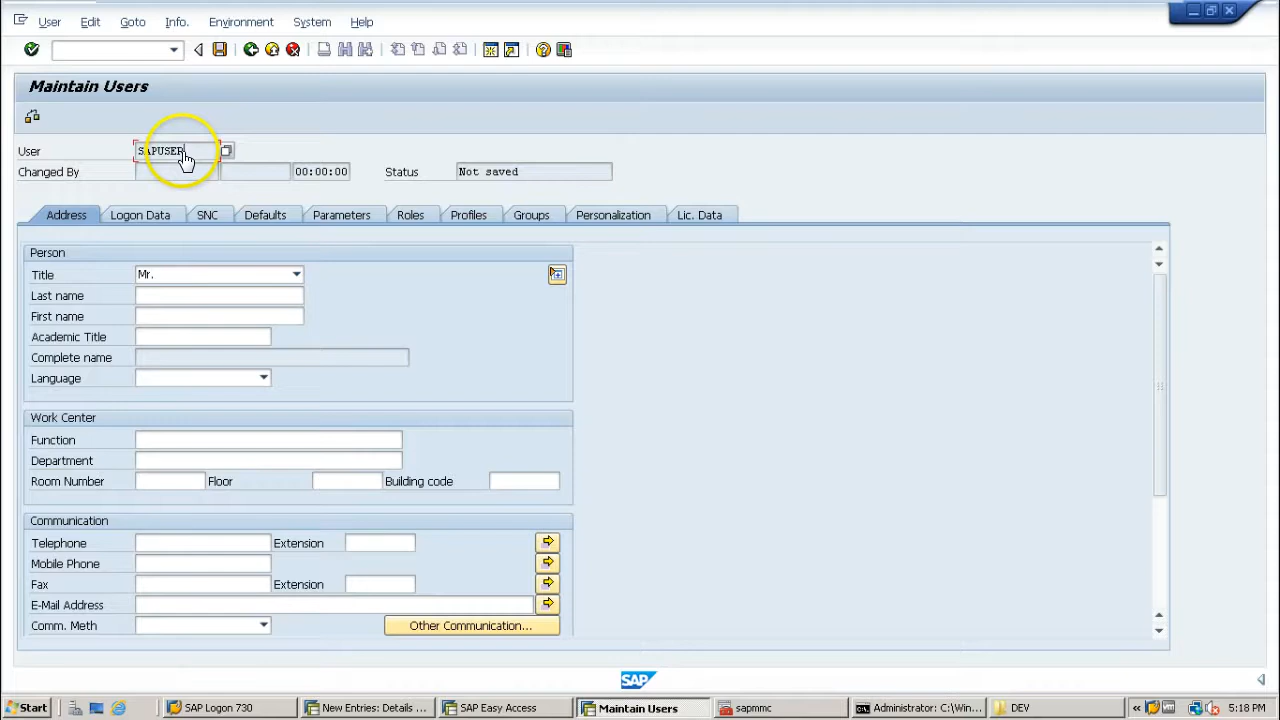 User Edit Goto Info. Environment System Help
Maintain Users
User SAPUSER
Changed By 00:00:00 Status Not saved
Address Logon Data SNC Defaults Parameters Roles Profiles Groups Personalization Lic. Data
Person
Title Mr.
Last name
First name
Academic Title
Complete name
Language
Work Center
Function
Department
Room Number Floor Building code
Communication
Telephone Extension
Mobile Phone
Fax Extension
E-Mail Address
Comm. Meth Other Communication...
SAP
Start SAP Logon 730 New Entries: Details ... SAP Easy Access Maintain Users sapmmc Administrator: C:\Win... DEV 5:18 PM